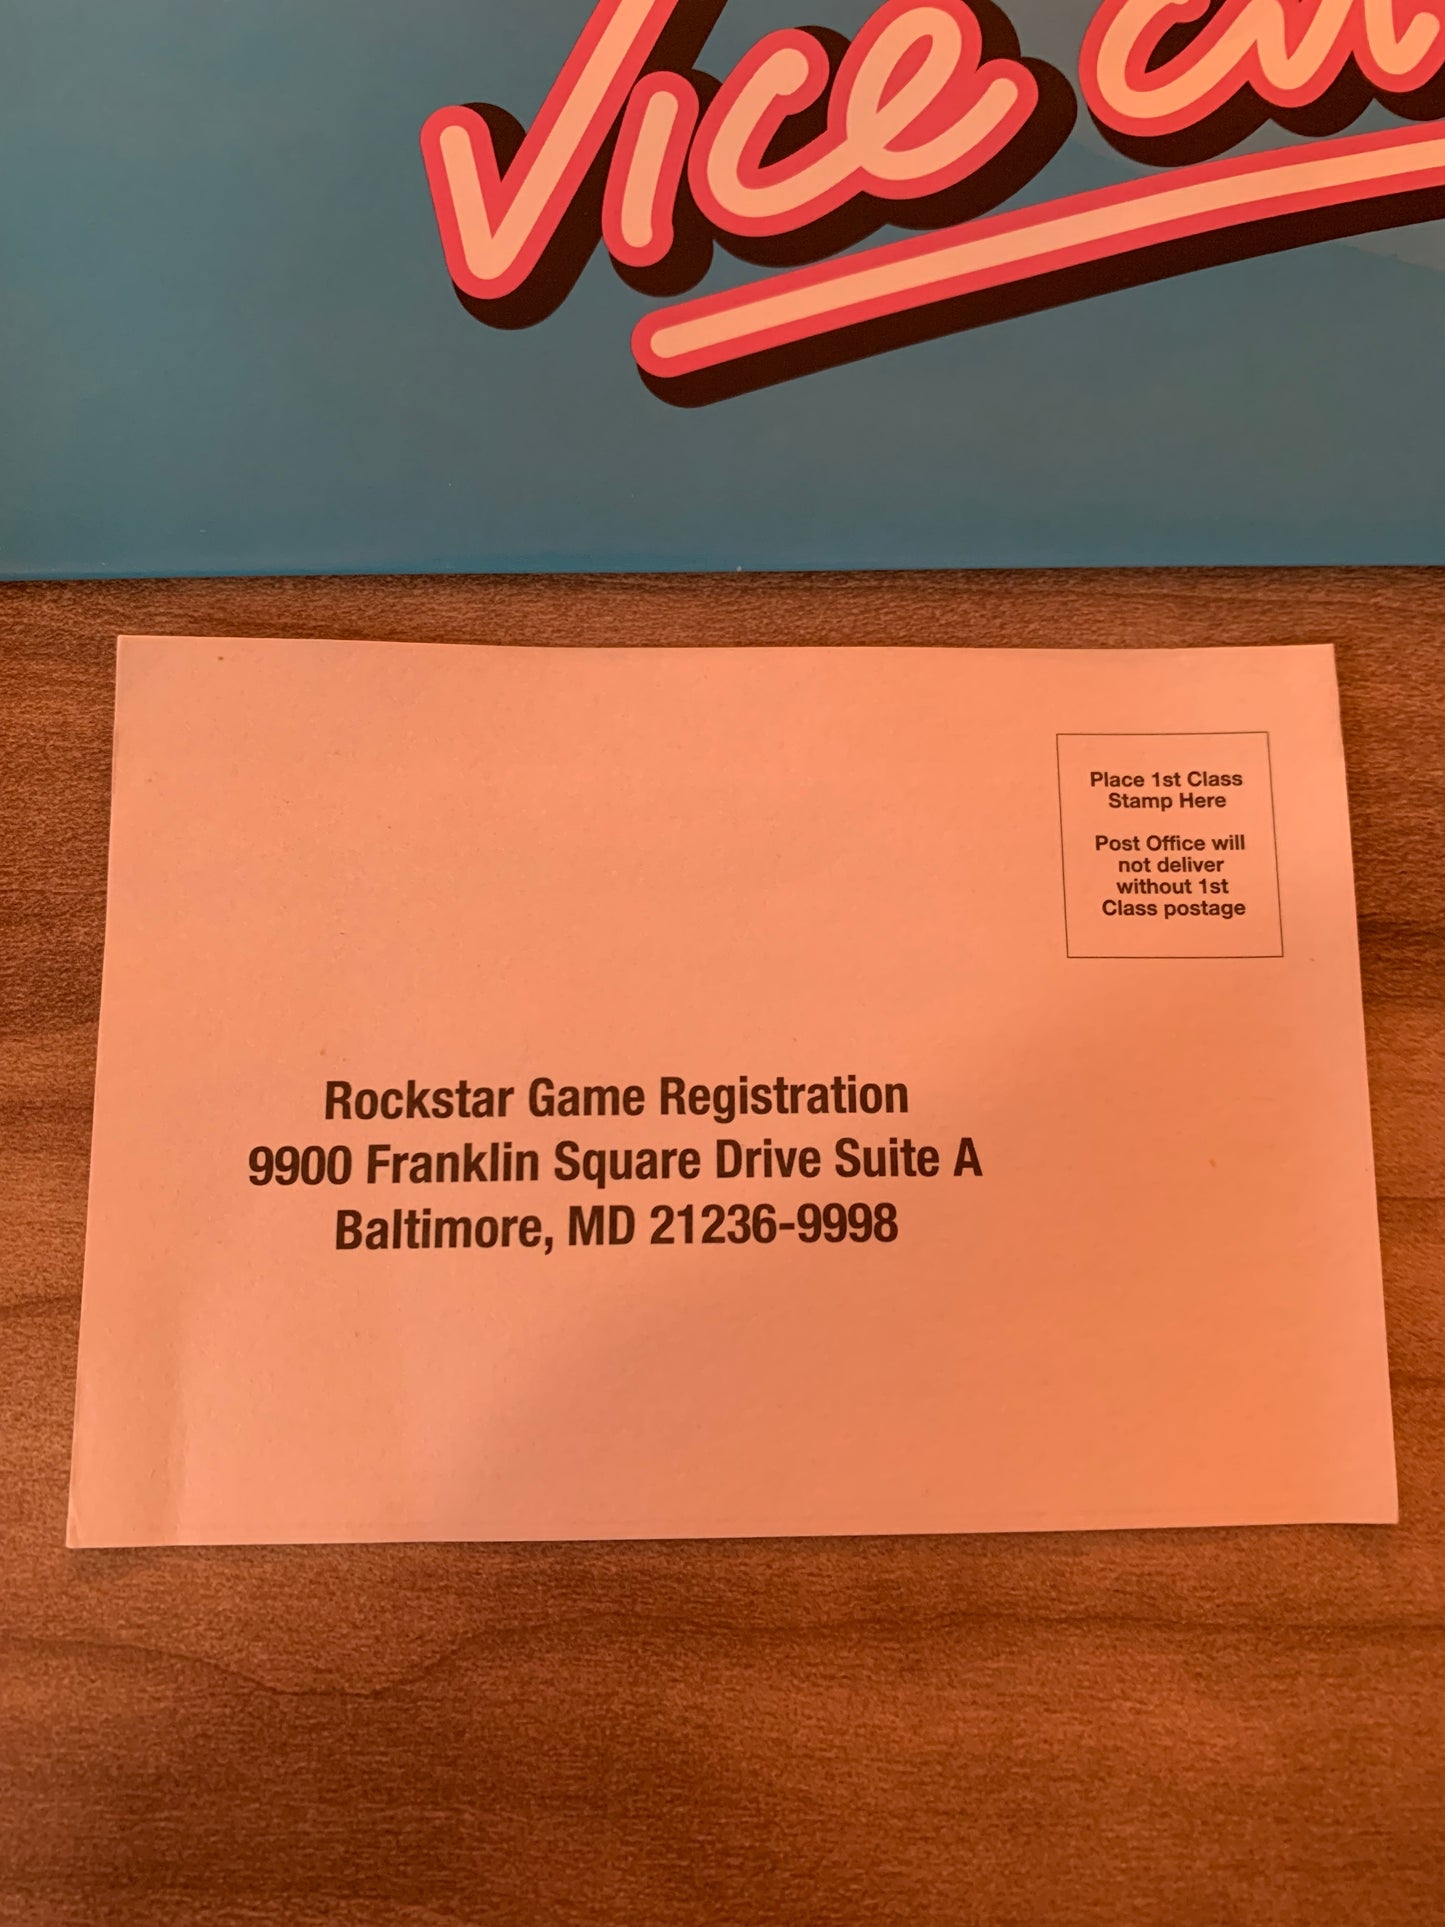 Vice
Place 1st Class
Stamp Here
Post Office will
not deliver
without 1st
Class postage
Rockstar Game Registration
9900 Franklin Square Drive Suite A
Baltimore, MD 21236-9998